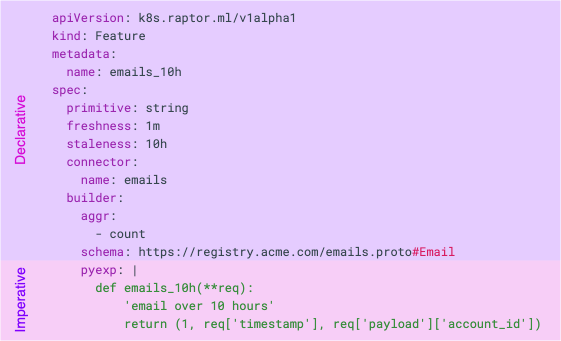 Declarative
apiVersion: k8s.raptor.ml/v1alpha1
kind: Feature
metadata:
  name: emails_10h
spec:
  primitive: string
  freshness: 1m
  staleness: 10h
  connector:
    name: emails
  builder:
    aggr:
      - count
    schema: https://registry.acme.com/emails.proto#Email
Imperative
    pyexp: |
      def emails_10h(**req):
          'email over 10 hours'
          return (1, req['timestamp'], req['payload']['account_id'])